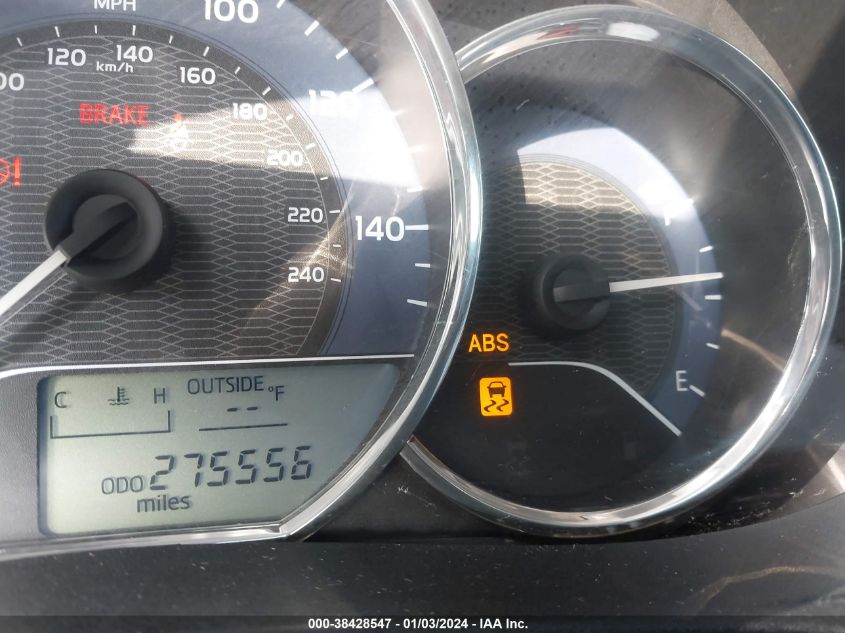 MPH
100
120
140
160
km/h
00
120
BRAKE
180
!
200
220
140
240
F
ABS
E
C H OUTSIDE °F
--
ODO 275556
miles
000-38428547 - 01/03/2024 - IAA Inc.